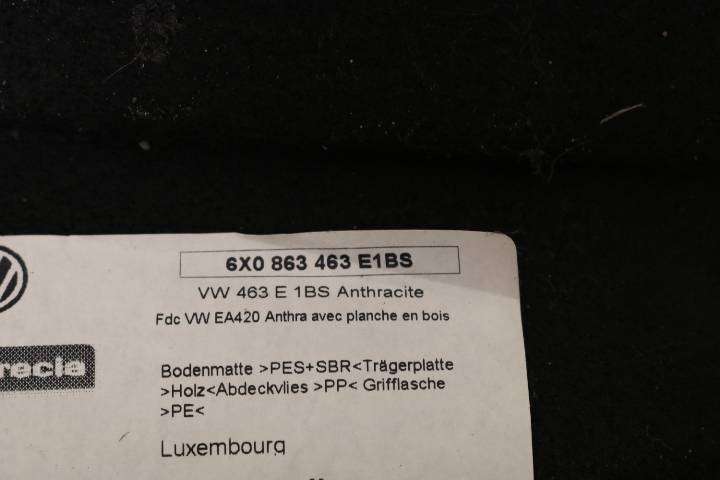 6X0 863 463 E1BS
VW 463 E 1BS Anthracite
Fdc VW EA420 Anthra avec planche en bois
recia
Bodenmatte >PES+SBR<Trägerplatte
>Holz<Abdeckvlies >PP< Grifflasche
>PE<
Luxembourg